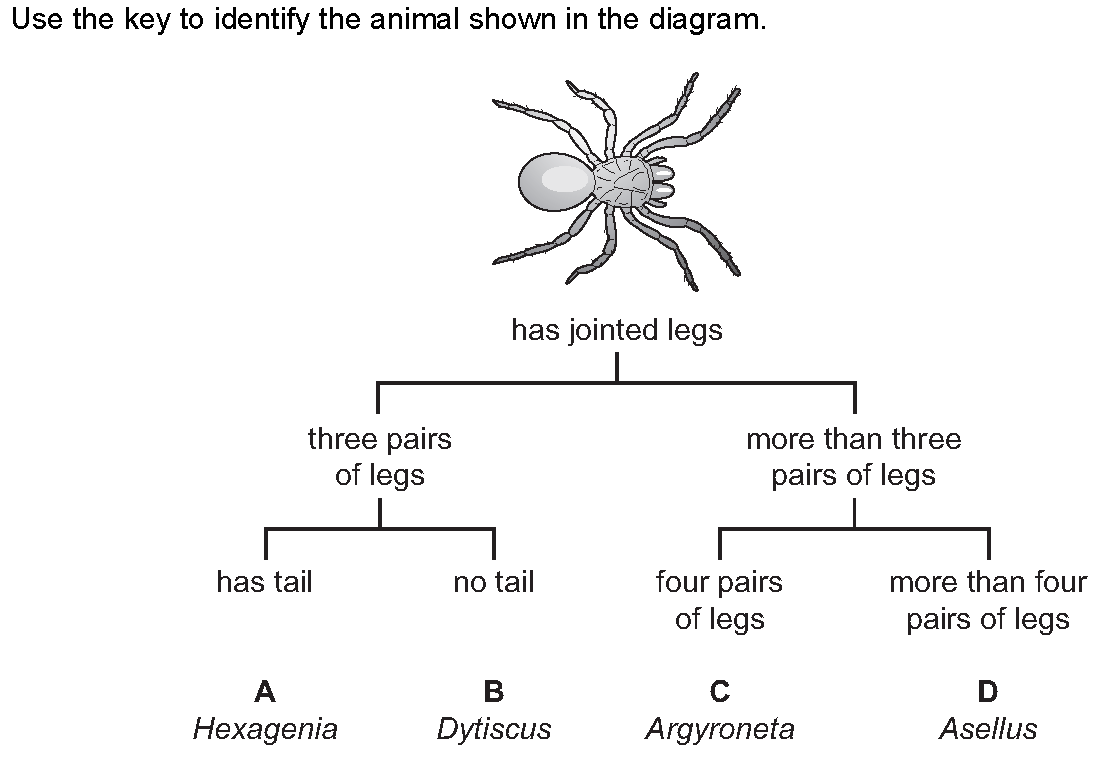 Use the key to identify the animal shown in the diagram.
has jointed legs
three pairs
of legs
more than three
pairs of legs
has tail
no tail
four pairs
of legs
more than four
pairs of legs
A
Hexagenia
B
Dytiscus
C
Argyroneta
D
Asellus